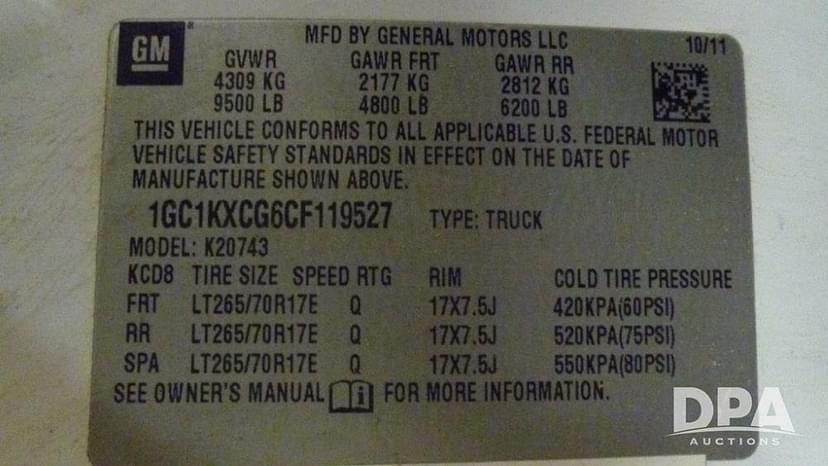 GM
MFD BY GENERAL MOTORS LLC 10/11
GVWR GAWR FRT GAWR RR
4309 KG 2177 KG 2812 KG
9500 LB 4800 LB 6200 LB
THIS VEHICLE CONFORMS TO ALL APPLICABLE U.S. FEDERAL MOTOR
VEHICLE SAFETY STANDARDS IN EFFECT ON THE DATE OF
MANUFACTURE SHOWN ABOVE.
1GC1KXCG6CF119527 TYPE: TRUCK
MODEL: K20743
KCD8 TIRE SIZE SPEED RTG RIM COLD TIRE PRESSURE
FRT LT265/70R17E Q 17X7.5J 420KPA(60PSI)
RR LT265/70R17E Q 17X7.5J 520KPA(75PSI)
SPA LT265/70R17E Q 17X7.5J 550KPA(80PSI)
SEE OWNER'S MANUAL i FOR MORE INFORMATION.
DPA
AUCTIONS